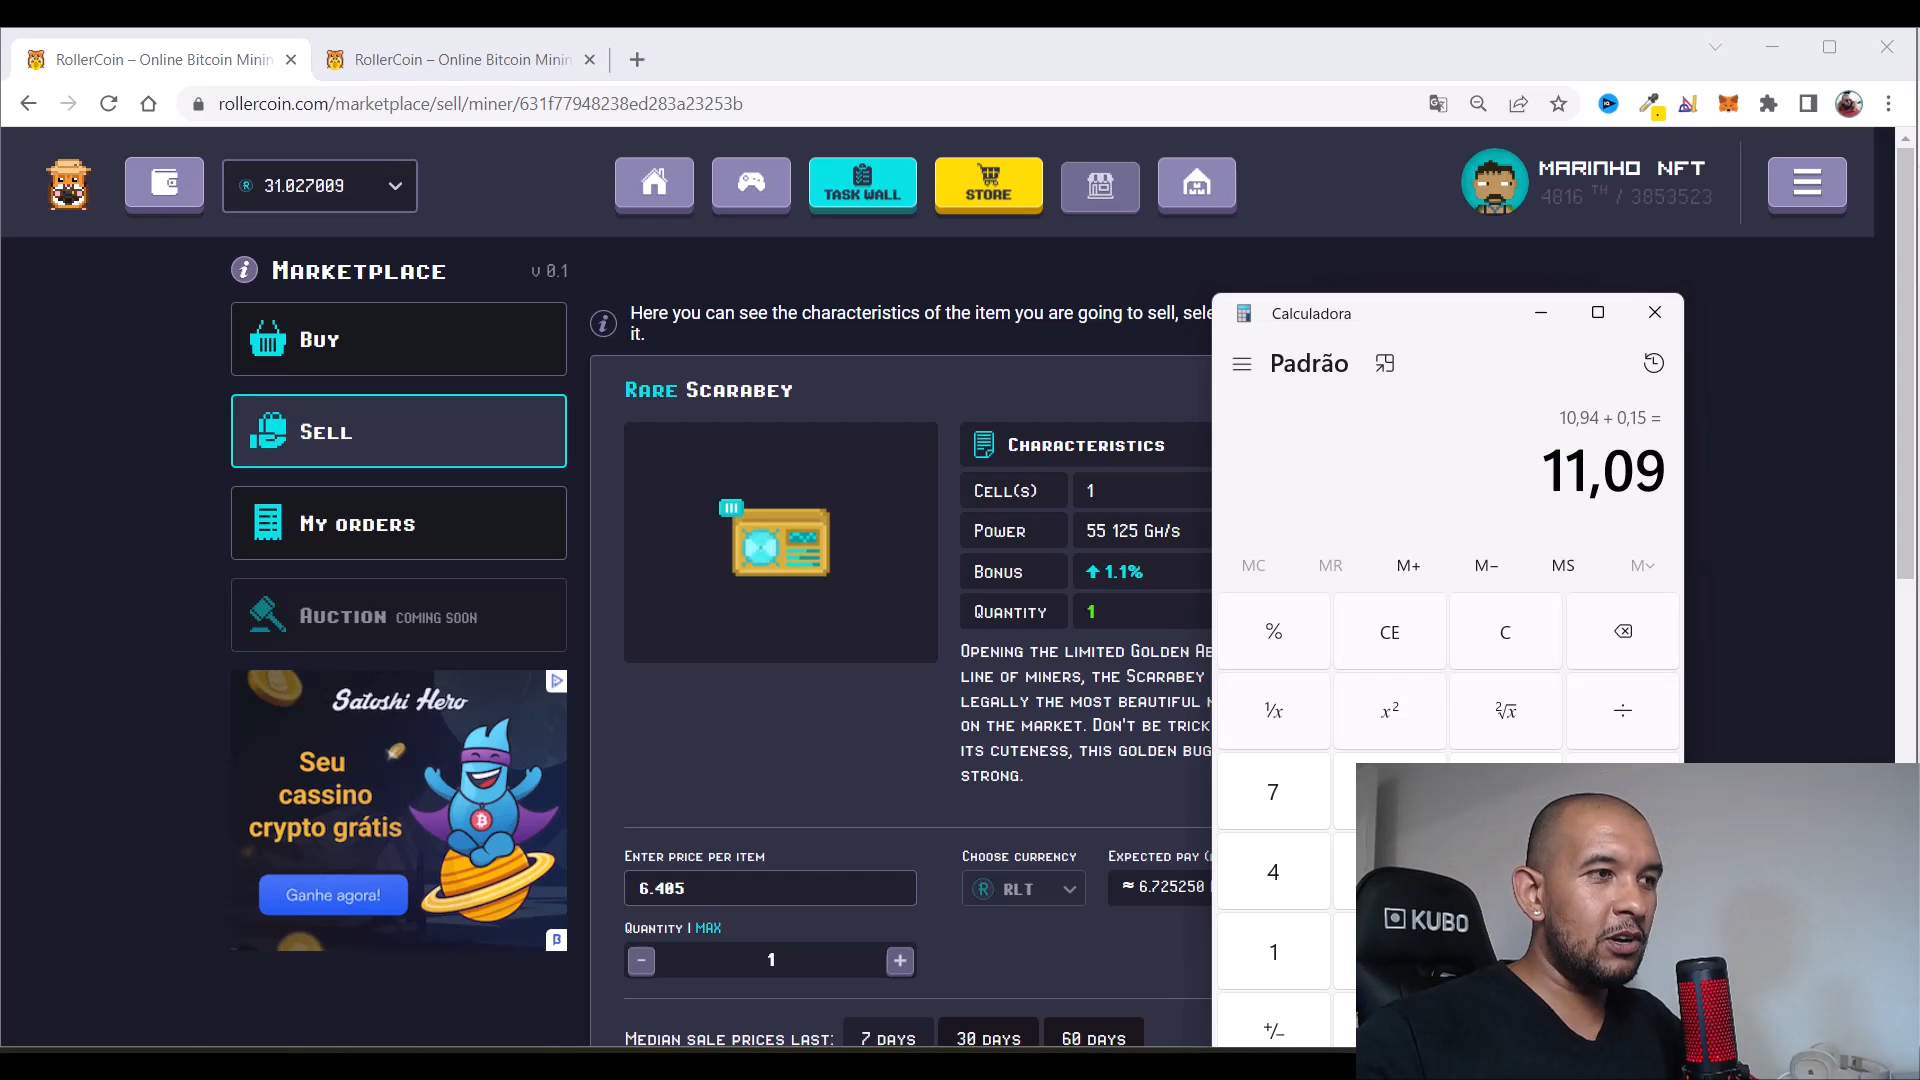 RollerCoin – Online Bitcoin Minin
RollerCoin – Online Bitcoin Minin
rollercoin.com/marketplace/sell/miner/631f77948238ed283a23253b
31.027009
TASK WALL
STORE
MARINHO NFT
4816 TH / 3853523
MARKETPLACE
v 0.1
BUY
SELL
MY ORDERS
AUCTION COMING SOON
Satoshi Hero
Seu
cassino
crypto grátis
Ganhe agora!
Here you can see the characteristics of the item you are going to sell, sele
it.
RARE SCARABEY
CHARACTERISTICS
CELL(S) 1
POWER 55 125 GH/S
BONUS 1.1%
QUANTITY 1
OPENING THE LIMITED GOLDEN AE
LINE OF MINERS, THE SCARABEY
LEGALLY THE MOST BEAUTIFUL
ON THE MARKET. DON'T BE TRICK
ITS CUTENESS, THIS GOLDEN BUG
STRONG.
ENTER PRICE PER ITEM
6.405
CHOOSE CURRENCY
RLT
EXPECTED PAY (
≈ 6.725250
QUANTITY | MAX
- 1 +
MEDIAN SALE PRICES LAST: 7 DAYS 30 DAYS 60 DAYS
Calculadora
Padrão
10,94 + 0,15 =
11,09
MC MR M+ M− MS M
% CE C
1/x x² ²√x ÷
7
4
1
+/−
KUBO